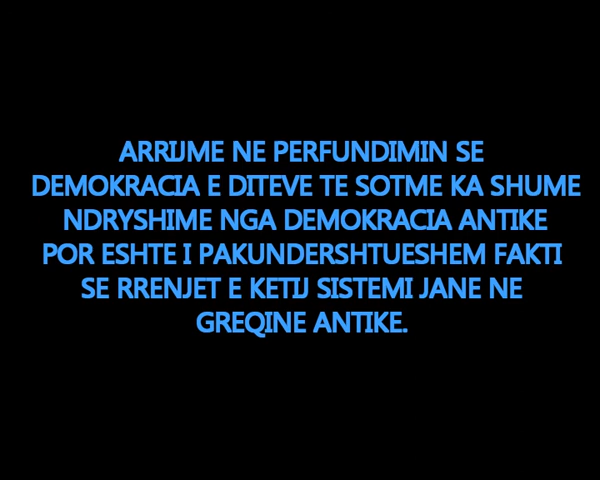 ARRIJME NE PERFUNDIMIN SE
DEMOKRACIA E DITEVE TE SOTME KA SHUME
NDRYSHIME NGA DEMOKRACIA ANTIKE
POR ESHTE I PAKUNDERSHTUESHEM FAKTI
SE RRENJET E KETIJ SISTEMI JANE NE
GREQINE ANTIKE.